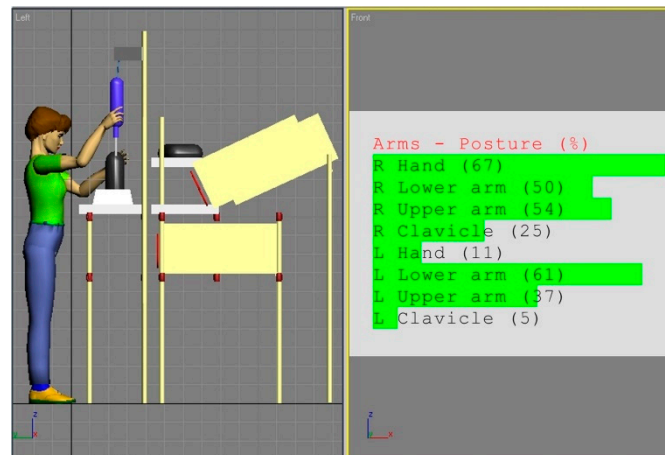 Left
Front
Arms - Posture (%)
R Hand (67)
R Lower arm (50)
R Upper arm (54)
R Clavicle (25)
L Hand (11)
L Lower arm (61)
L Upper arm (37)
L Clavicle (5)
z
y
x
z
y
x